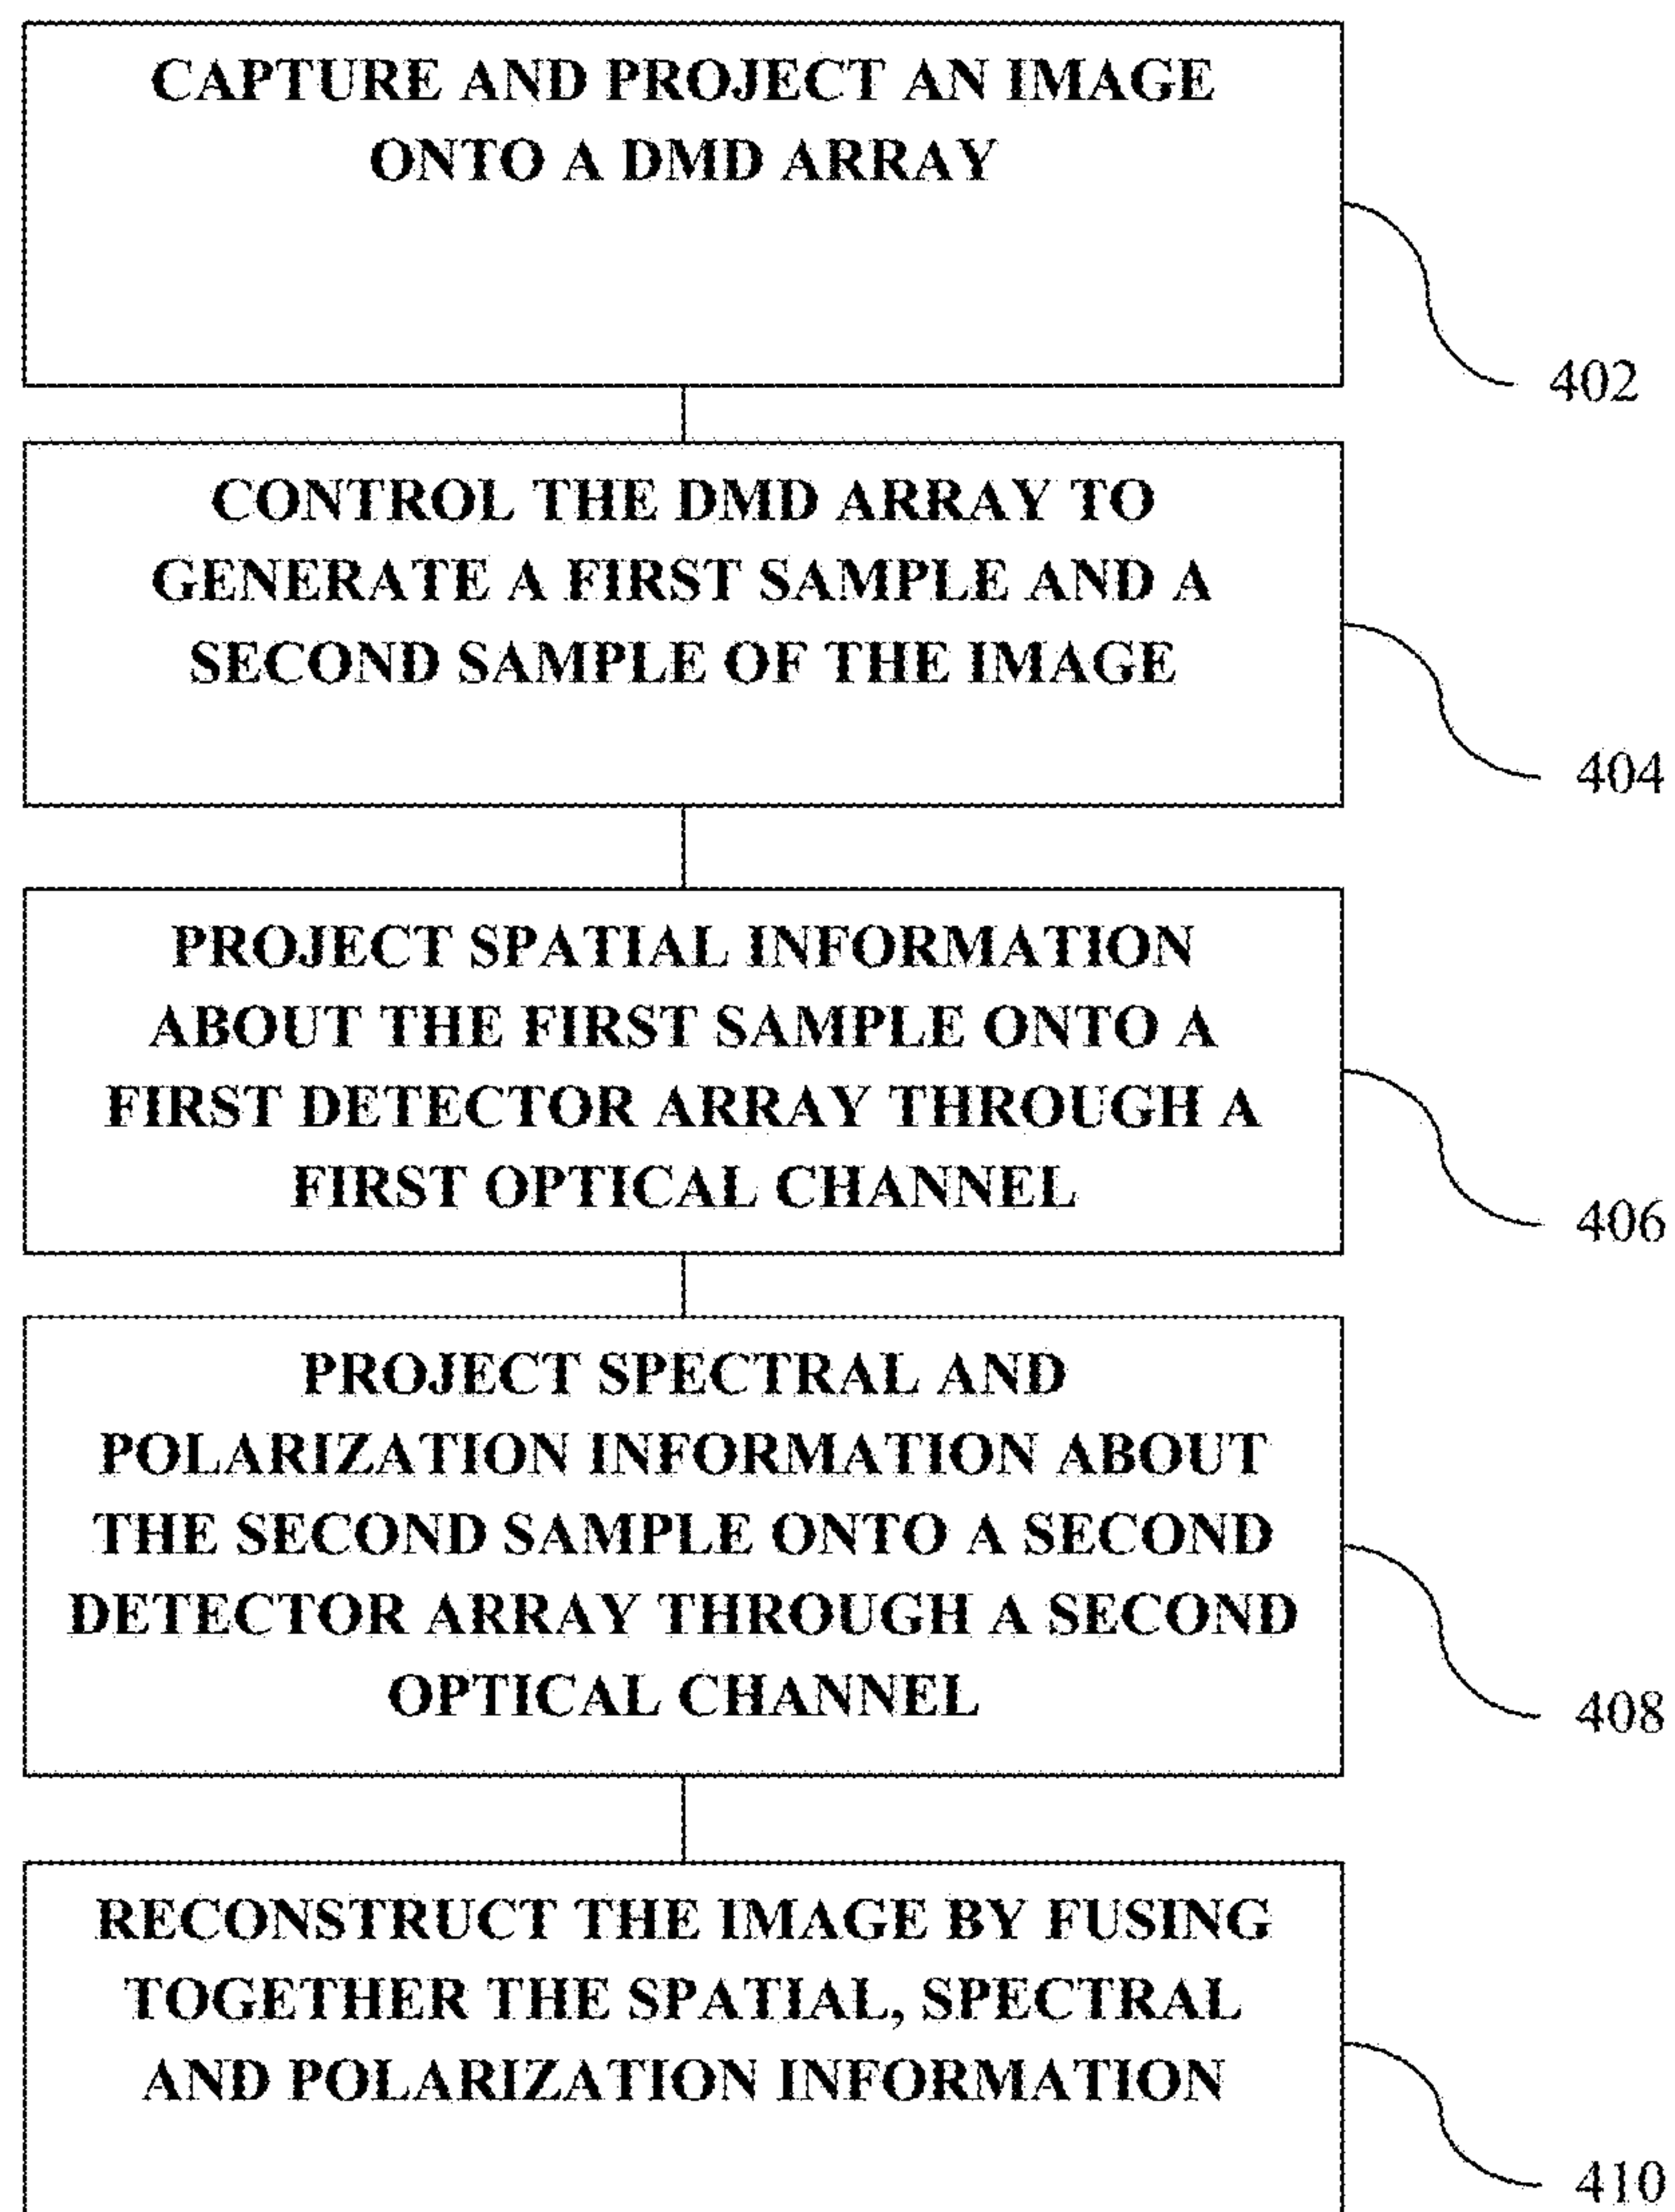 CAPTURE AND PROJECT AN IMAGE
ONTO A DMD ARRAY
402
CONTROL THE DMD ARRAY TO
GENERATE A FIRST SAMPLE AND A
SECOND SAMPLE OF THE IMAGE
404
PROJECT SPATIAL INFORMATION
ABOUT THE FIRST SAMPLE ONTO A
FIRST DETECTOR ARRAY THROUGH A
FIRST OPTICAL CHANNEL
406
PROJECT SPECTRAL AND
POLARIZATION INFORMATION ABOUT
THE SECOND SAMPLE ONTO A SECOND
DETECTOR ARRAY THROUGH A SECOND
OPTICAL CHANNEL
408
RECONSTRUCT THE IMAGE BY FUSING
TOGETHER THE SPATIAL, SPECTRAL
AND POLARIZATION INFORMATION
410